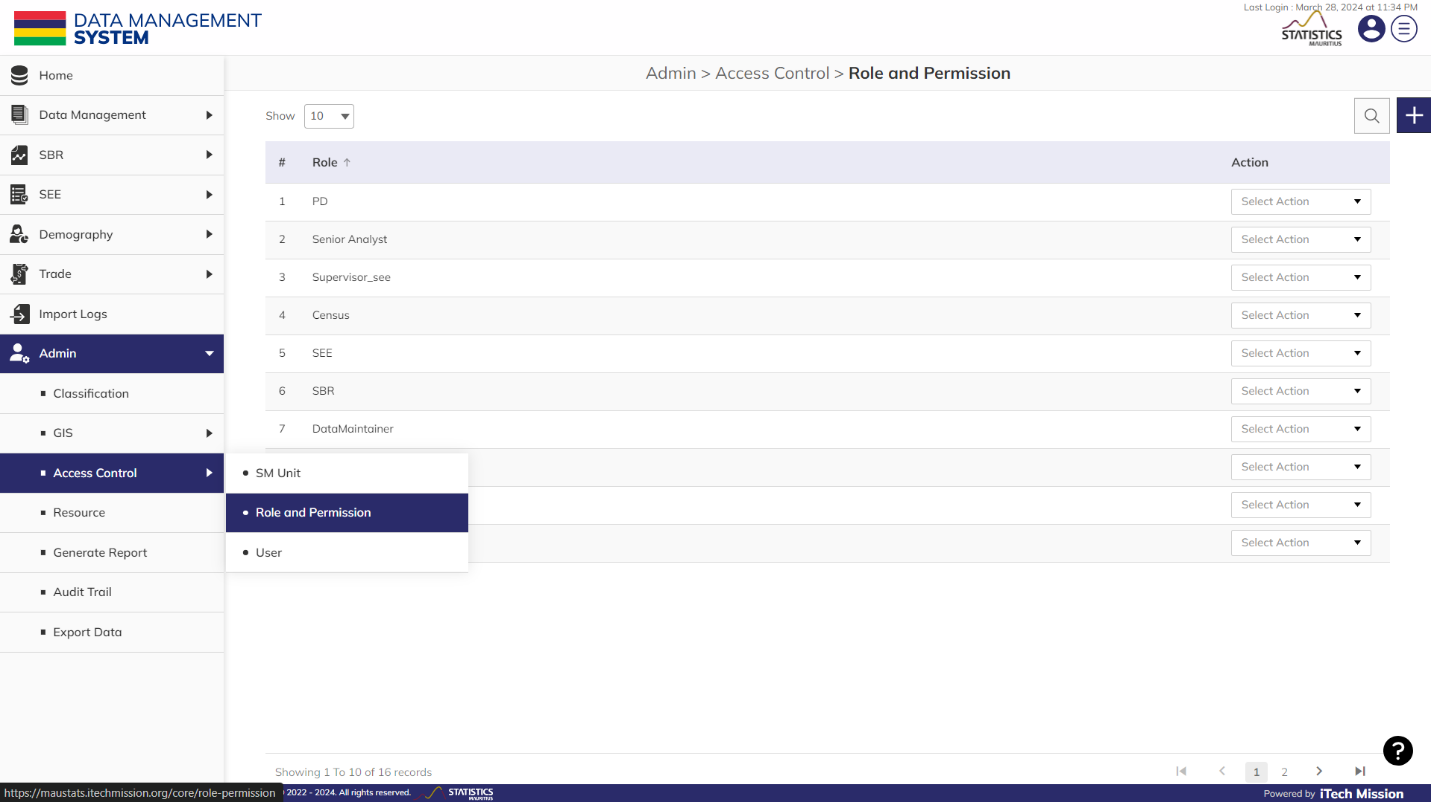 Last Login : March 28, 2024 at 11:34 PM
DATA MANAGEMENT
SYSTEM
STATISTICS
MAURITIUS
Home
Data Management
SBR
SEE
Demography
Trade
Import Logs
Admin
Classification
GIS
Access Control
Resource
Generate Report
Audit Trail
Export Data
SM Unit
Role and Permission
User
Admin > Access Control > Role and Permission
Show 10
# Role ↑ Action
1 PD Select Action
2 Senior Analyst Select Action
3 Supervisor_see Select Action
4 Census Select Action
5 SEE Select Action
6 SBR Select Action
7 DataMaintainer Select Action
Select Action
Select Action
Select Action
Showing 1 To 10 of 16 records
1 2
?
https://maustats.itechmission.org/core/role-permission
2022 - 2024. All rights reserved.
STATISTICS
MAURITIUS
Powered by iTech Mission